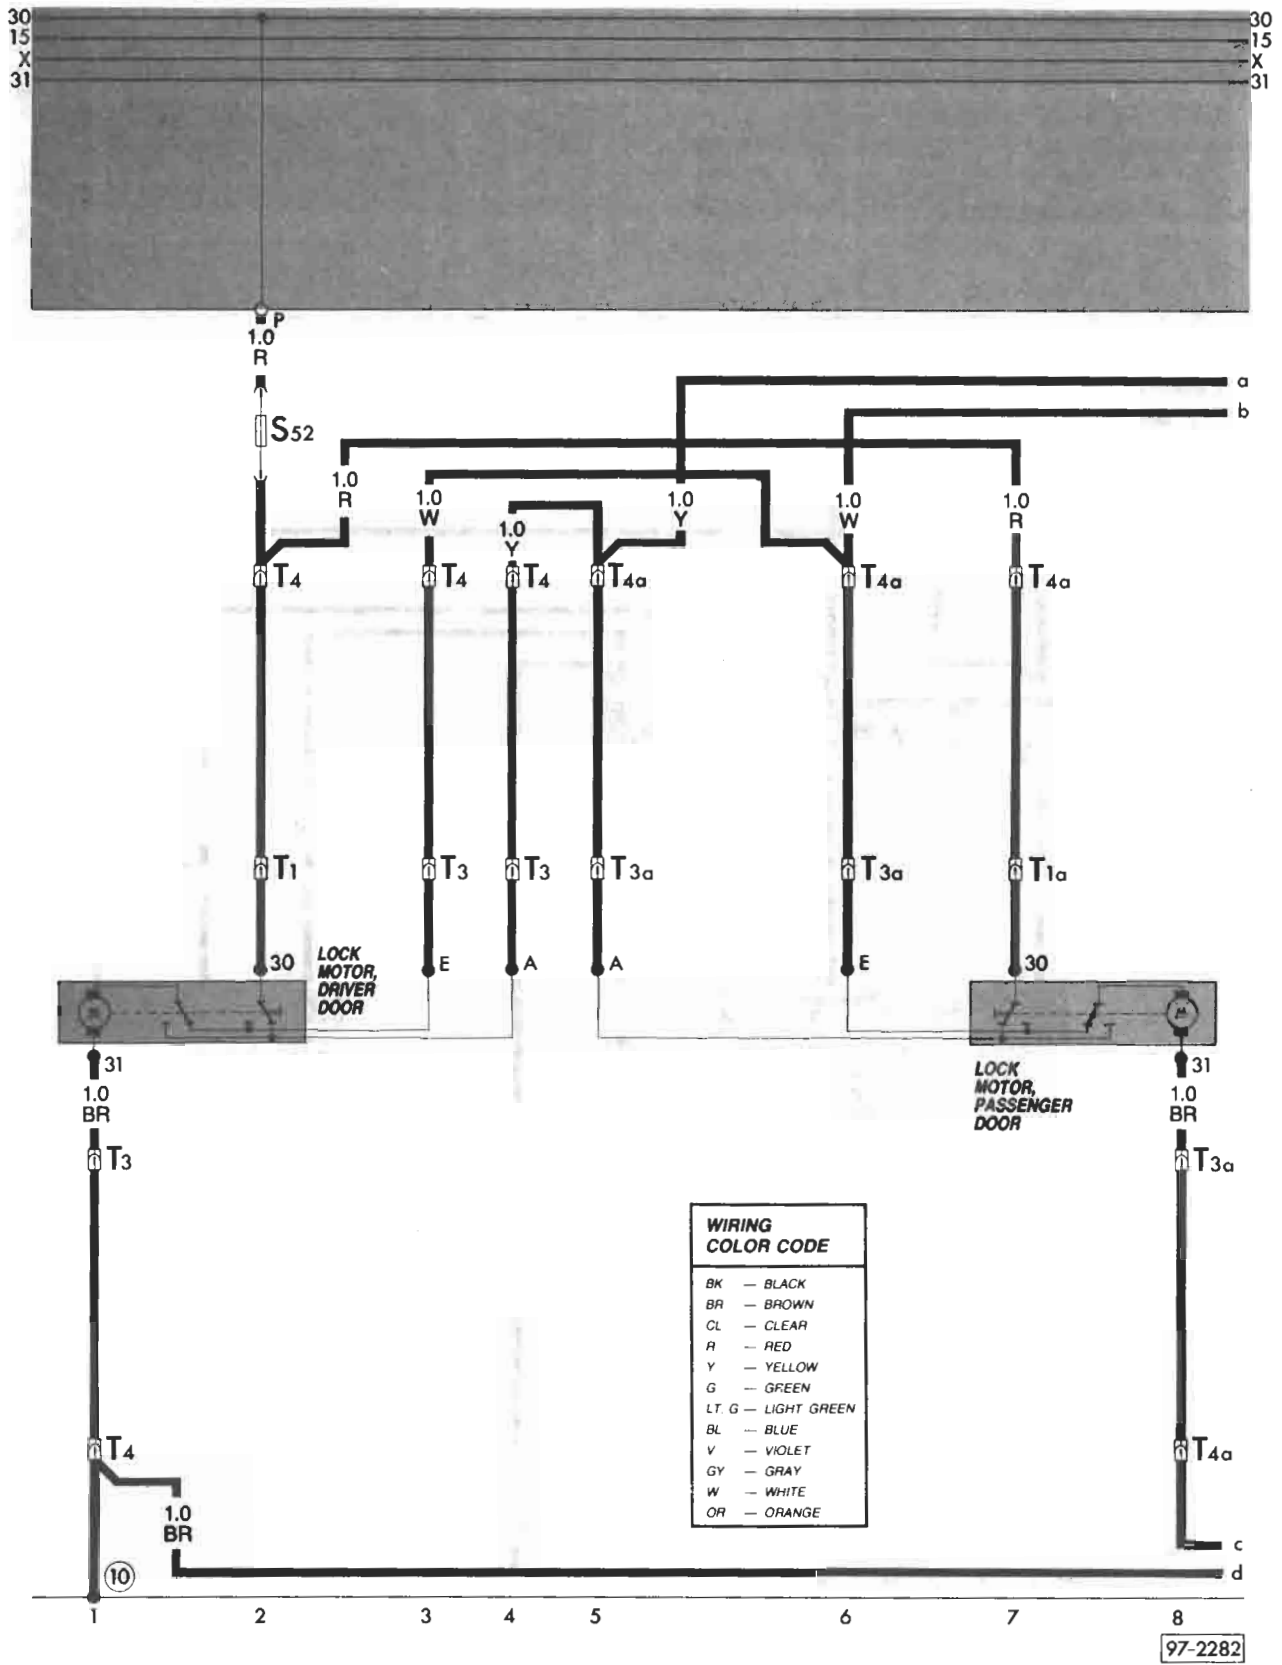 30 30
15 15
X X
31 31
P
1.0
R
a
b
S52
1.0
R
1.0
W
1.0
Y
1.0
Y
1.0
W
1.0
R
T4 T4 T4 T4a T4a T4a
T1 T3 T3 T3a T3a T1a
30 E A A E 30
LOCK
MOTOR,
DRIVER
DOOR
M
E
T
31
1.0
BR
LOCK
MOTOR,
PASSENGER
DOOR
31
1.0
BR
T3 T3a
WIRING
COLOR CODE
BK — BLACK
BR — BROWN
CL — CLEAR
R — RED
Y — YELLOW
G — GREEN
LT. G — LIGHT GREEN
BL — BLUE
V — VIOLET
GY — GRAY
W — WHITE
OR — ORANGE
T4 T4a
1.0
BR
c
10
d
1 2 3 4 5 6 7 8
97-2282